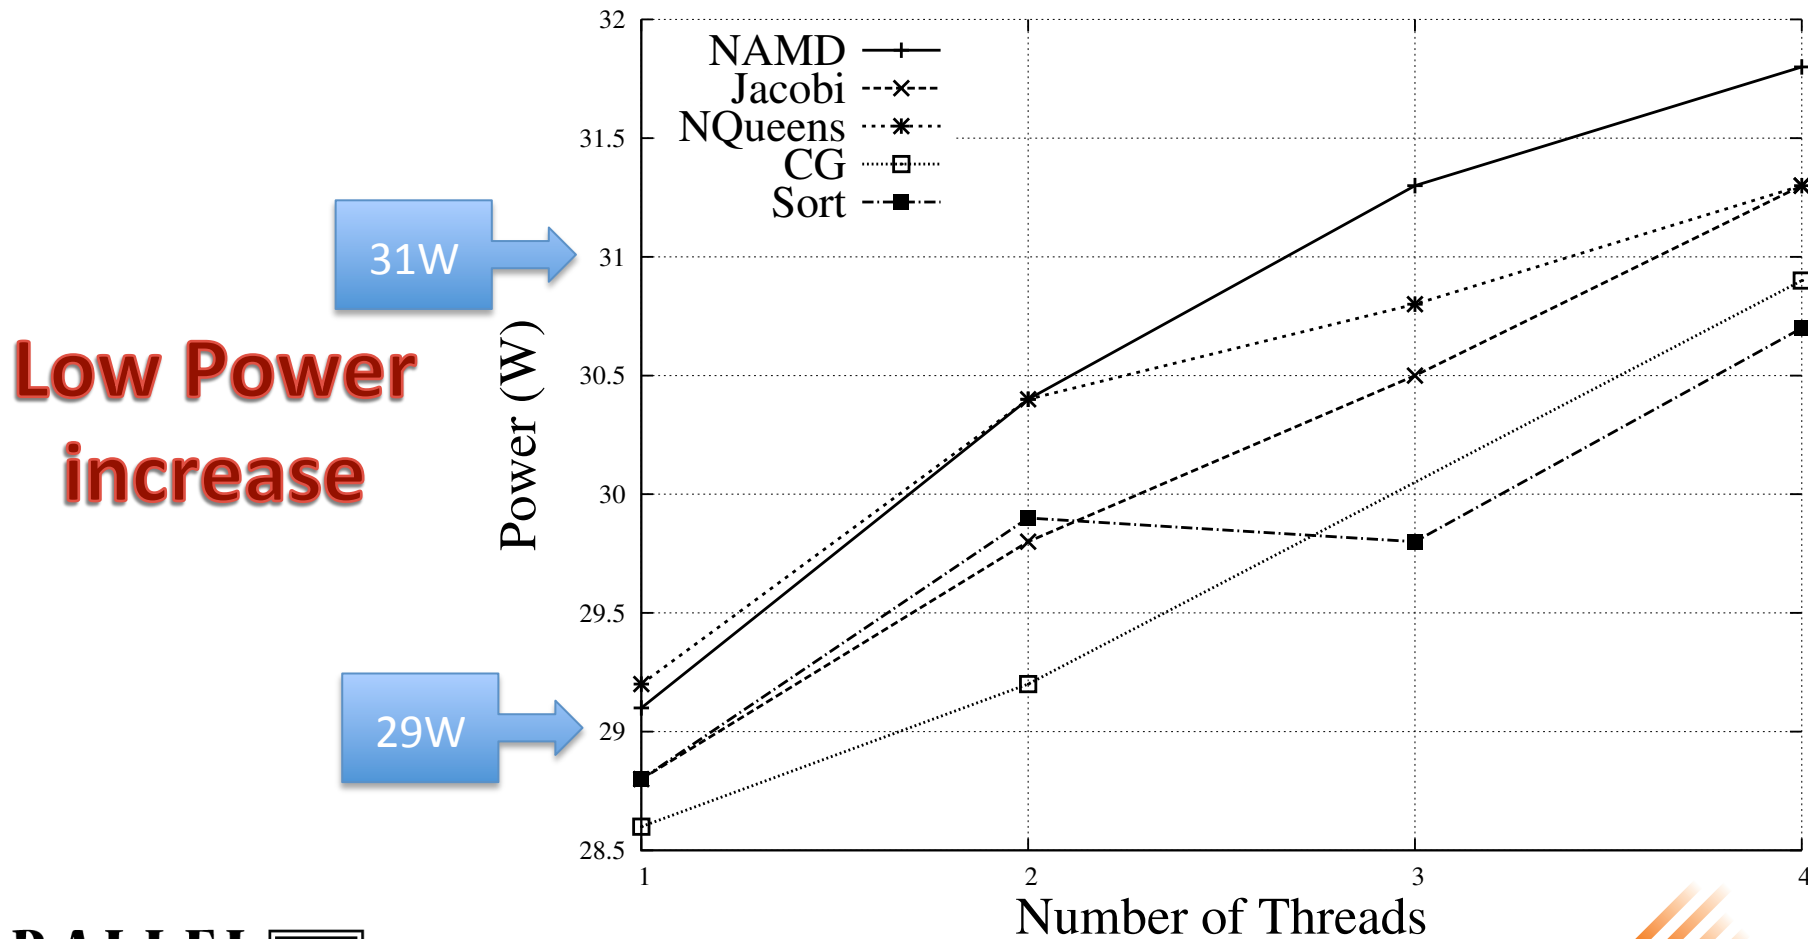 32
NAMD
Jacobi
31.5
NQueens
CG
Sort
31W
31
Low Power
increase
Power (W)
30.5
30
29.5
29W
29
28.5
1
2
3
4
Number of Threads